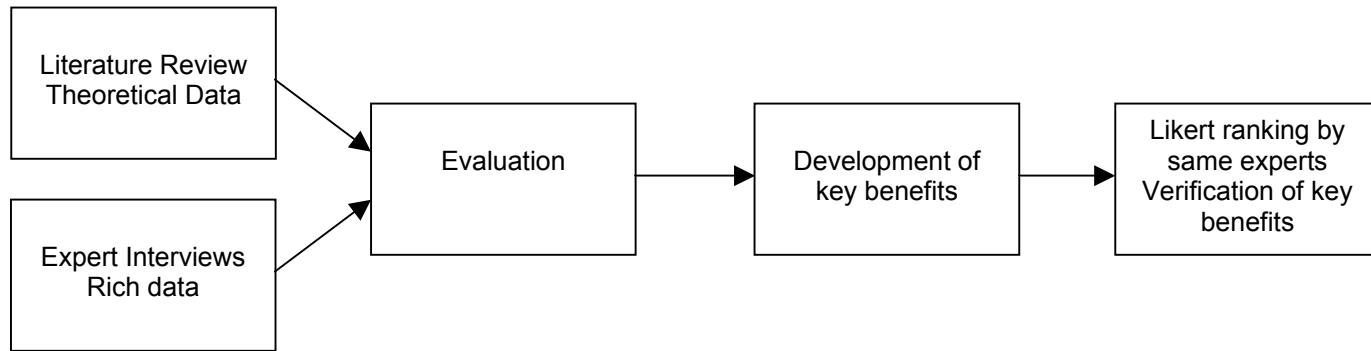 Literature Review
Theoretical Data
Expert Interviews
Rich data
Evaluation
Development of
key benefits
Likert ranking by
same experts
Verification of key
benefits